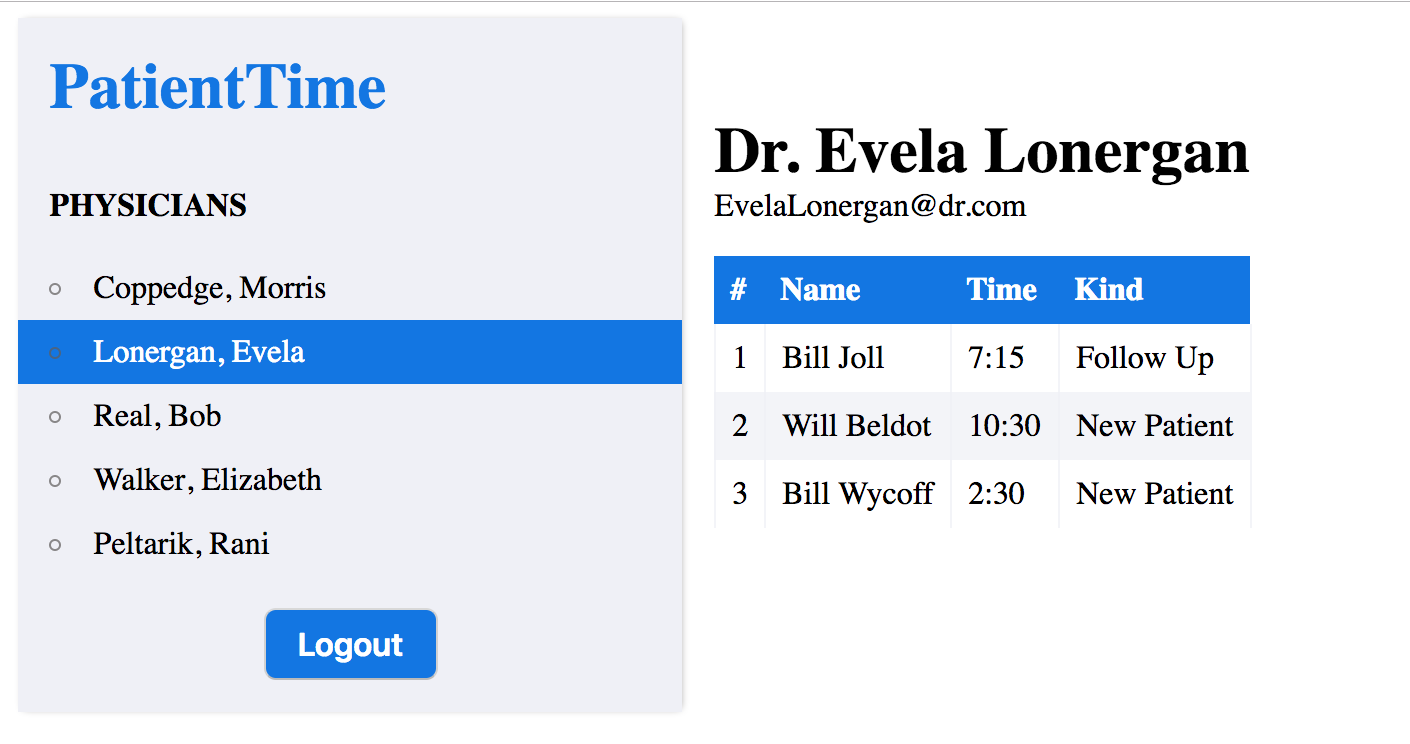 PatientTime
PHYSICIANS
Coppedge, Morris
Lonergan, Evela
Real, Bob
Walker, Elizabeth
Peltarik, Rani
Logout
Dr. Evela Lonergan
EvelaLonergan@dr.com
# Name Time Kind
1 Bill Joll 7:15 Follow Up
2 Will Beldot 10:30 New Patient
3 Bill Wycoff 2:30 New Patient